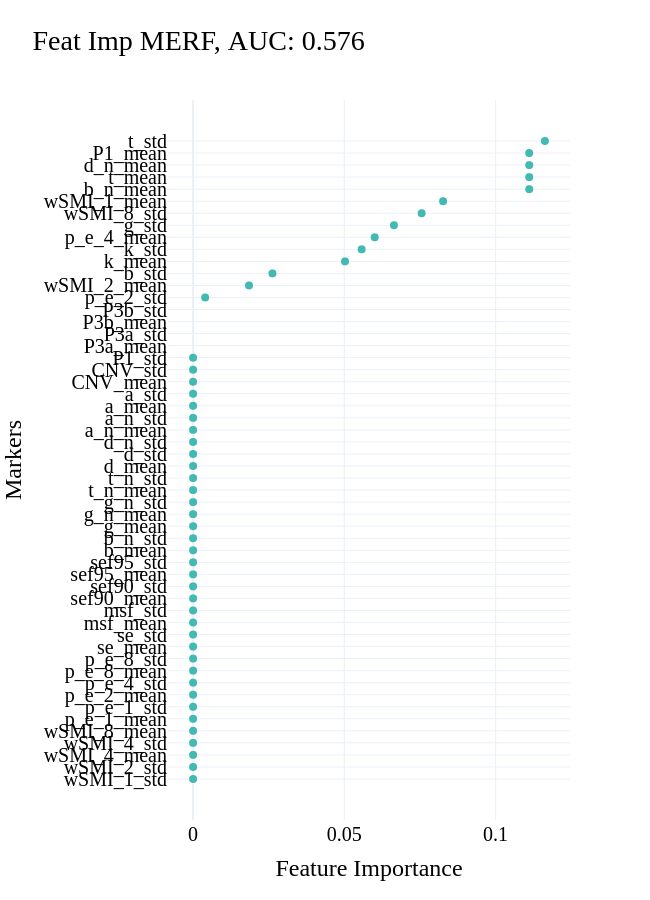 Feat Imp MERF, AUC: 0.576
t_std
P1_mean
d_n_mean
t_mean
b_n_mean
wSMI_1_mean
wSMI_8_std
g_std
p_e_4_mean
k_std
k_mean
b_std
wSMI_2_mean
p_e_2_std
P3b_std
P3b_mean
P3a_std
P3a_mean
P1_std
CNV_std
CNV_mean
a_std
a_mean
a_n_std
a_n_mean
d_n_std
d_std
d_mean
t_n_std
t_n_mean
g_n_std
g_n_mean
g_mean
b_n_std
b_mean
sef95_std
sef95_mean
sef90_std
sef90_mean
msf_std
msf_mean
se_std
se_mean
p_e_8_std
p_e_8_mean
p_e_4_std
p_e_2_mean
p_e_1_std
p_e_1_mean
wSMI_8_mean
wSMI_4_std
wSMI_4_mean
wSMI_2_std
wSMI_1_std
Markers
0
0.05
0.1
Feature Importance